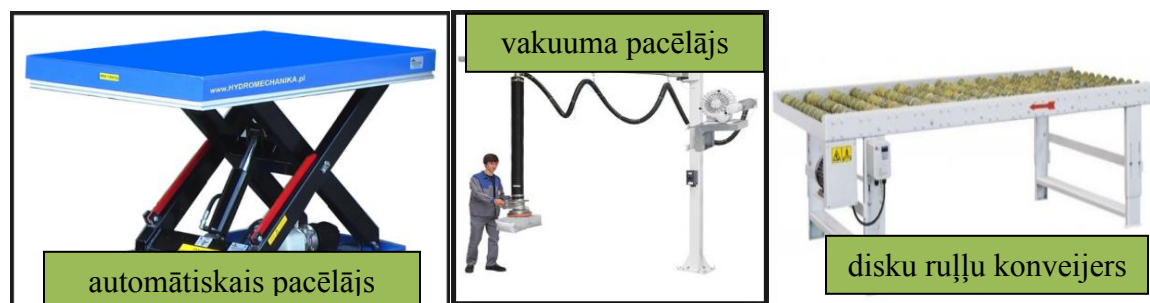 www.HYDROMECHANIKA.pl
automātiskais pacēlājs
vakuuma pacēlājs
disku ruļļu konveijers